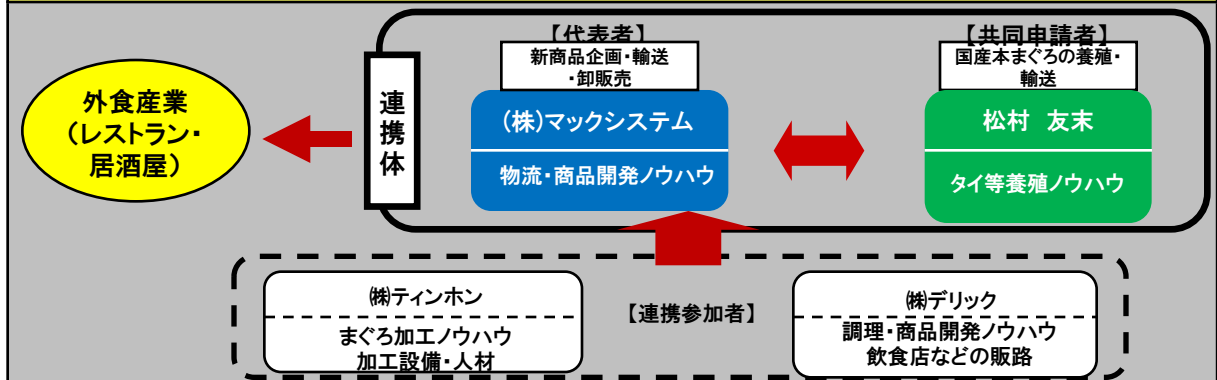 【代表者】
新商品企画・輸送
・卸販売
(株)マックシステム
物流・商品開発ノウハウ
【共同申請者】
国産本まぐろの養殖・
輸送
松村　友末
タイ等養殖ノウハウ
連
携
体
外食産業
(レストラン・
居酒屋)
㈱ティンホン
まぐろ加工ノウハウ
加工設備・人材
【連携参加者】
㈱デリック
調理・商品開発ノウハウ
飲食店などの販路